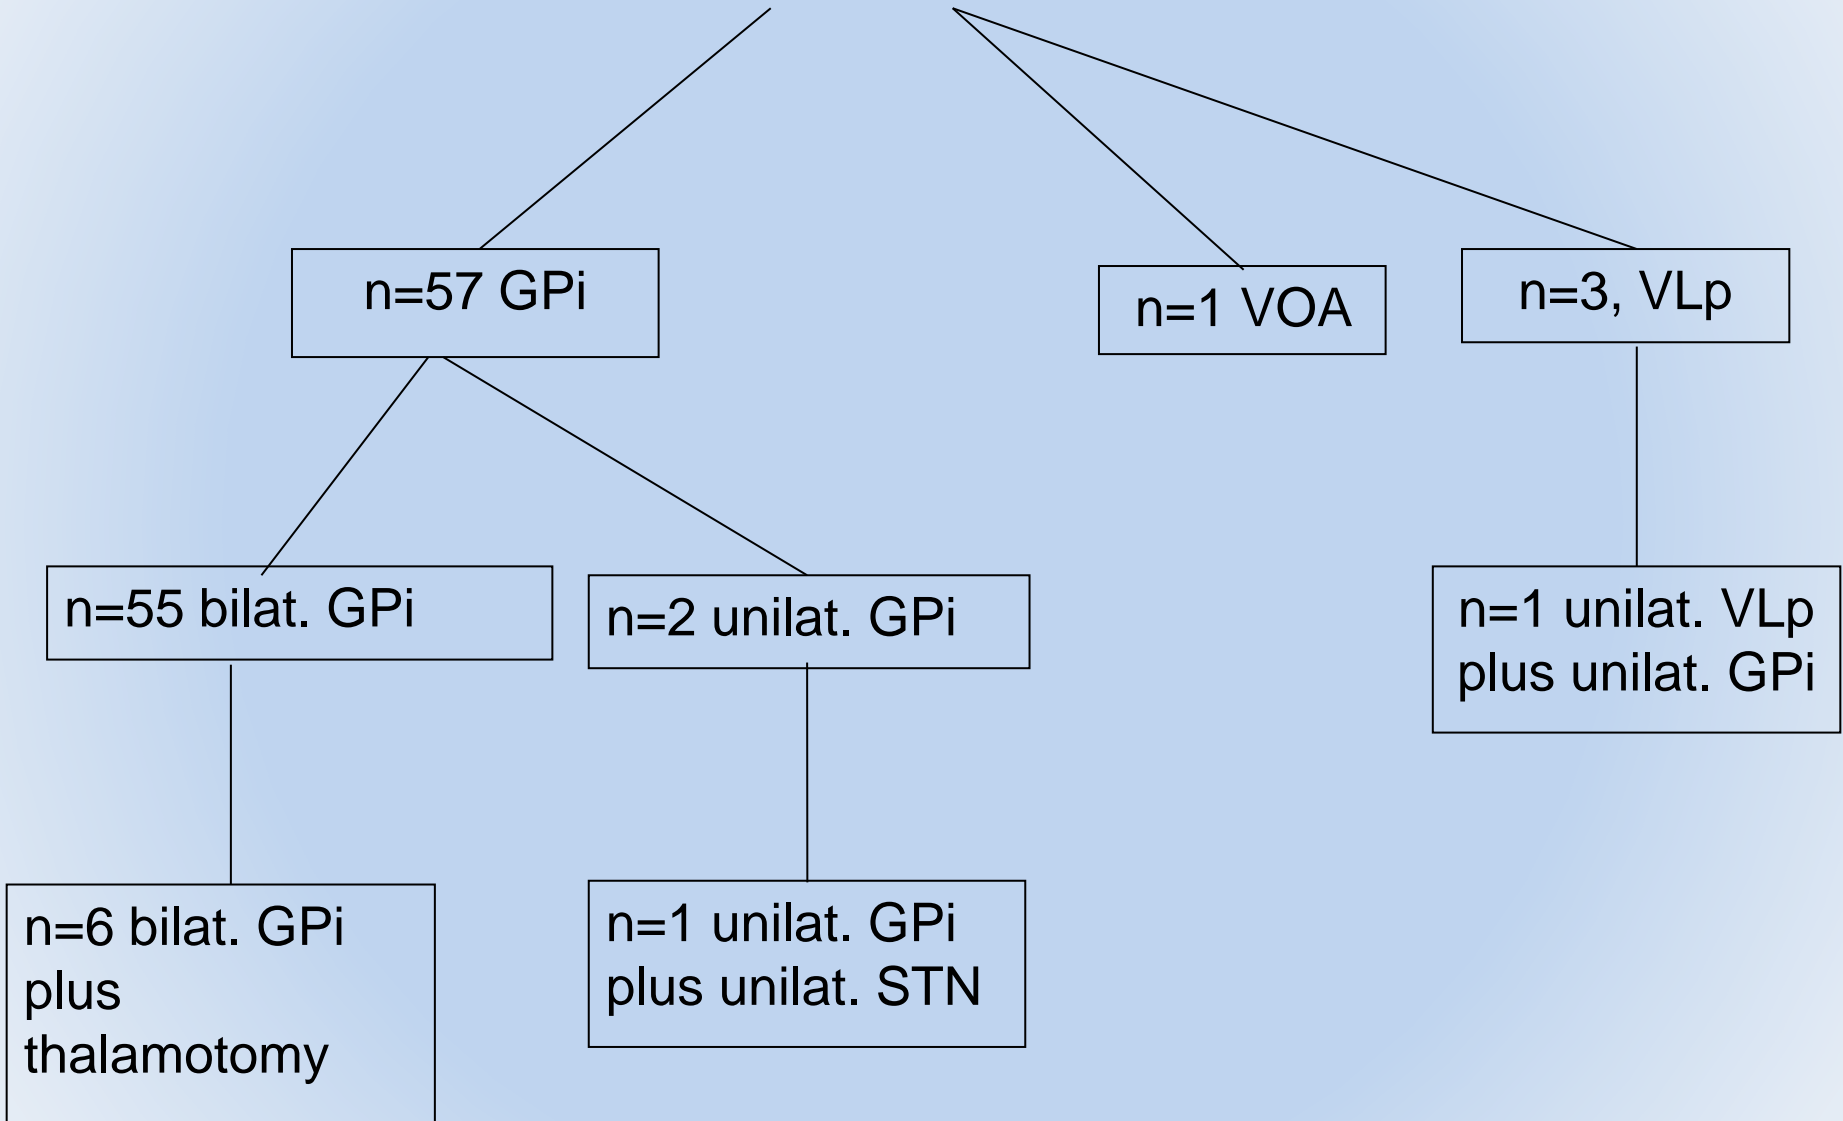 n=57 GPi
n=1 VOA
n=3, VLp
n=55 bilat. GPi
n=2 unilat. GPi
n=1 unilat. VLp
plus unilat. GPi
n=6 bilat. GPi
plus
thalamotomy
n=1 unilat. GPi
plus unilat. STN